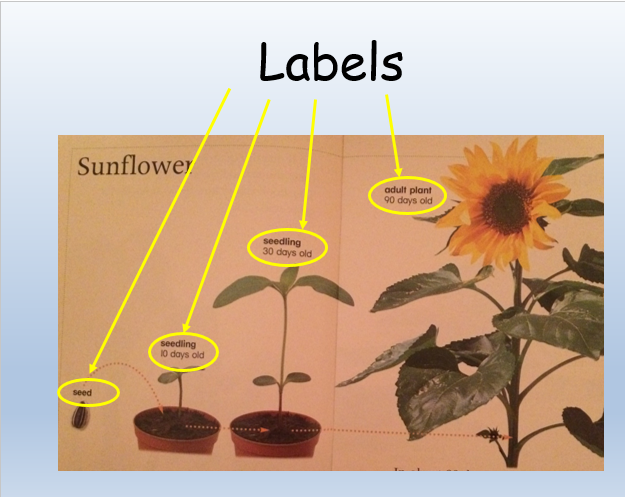 Labels
Sunflower
adult plant
90 days old
seedling
30 days old
seedling
10 days old
seed